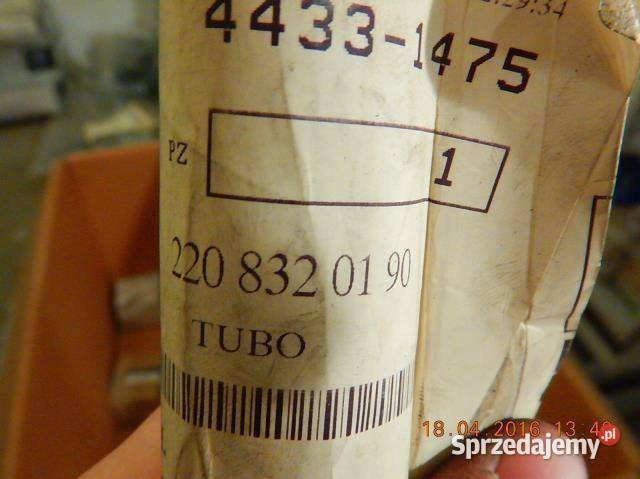 4433-1475
PZ 1
220 832 01 90
TUBO
18.04.2016 13:4
Sprzedajemy.pl